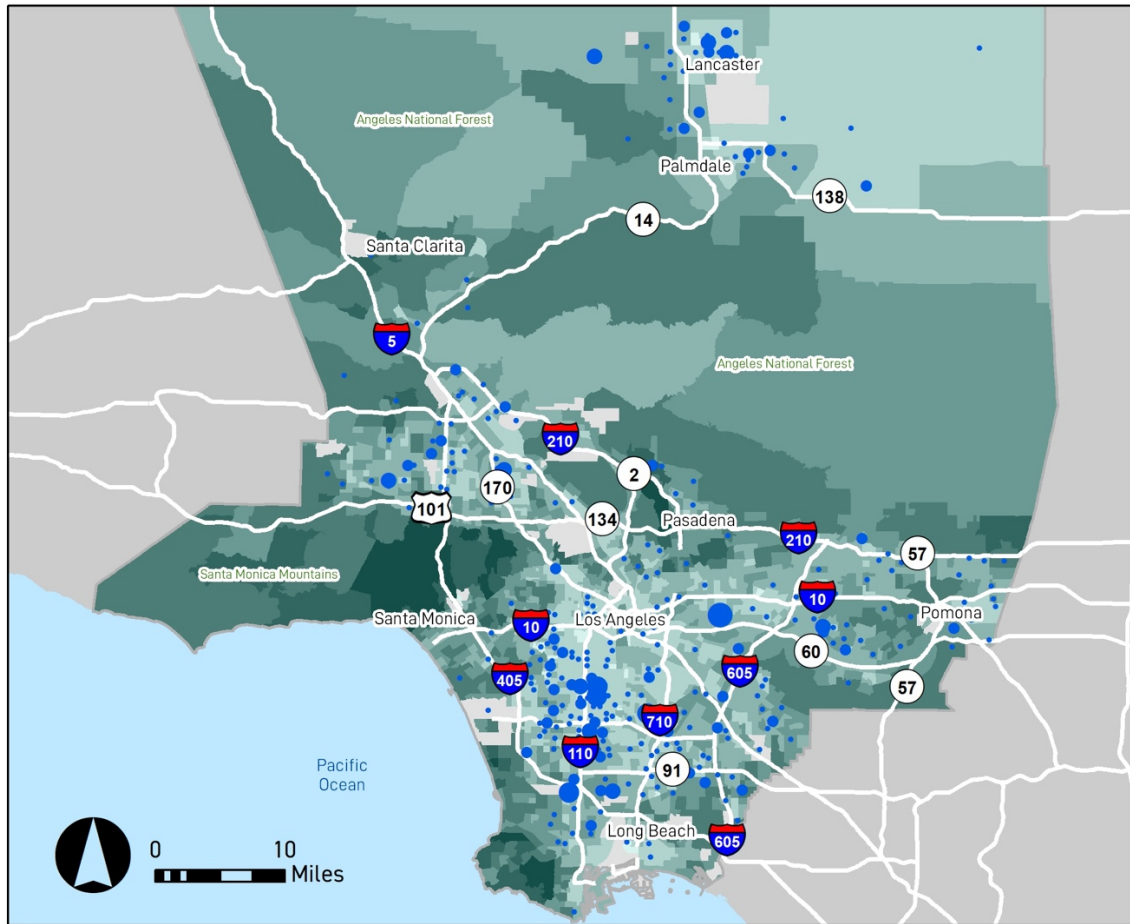 Lancaster
Angeles National Forest
Palmdale
138
14
Santa Clarita
5
Angeles National Forest
210
2
170
101
134
Pasadena
210
57
Santa Monica Mountains
10
Santa Monica
10
Los Angeles
Pomona
60
405
605
57
710
110
91
Pacific
Ocean
Long Beach
605
0
10
Miles